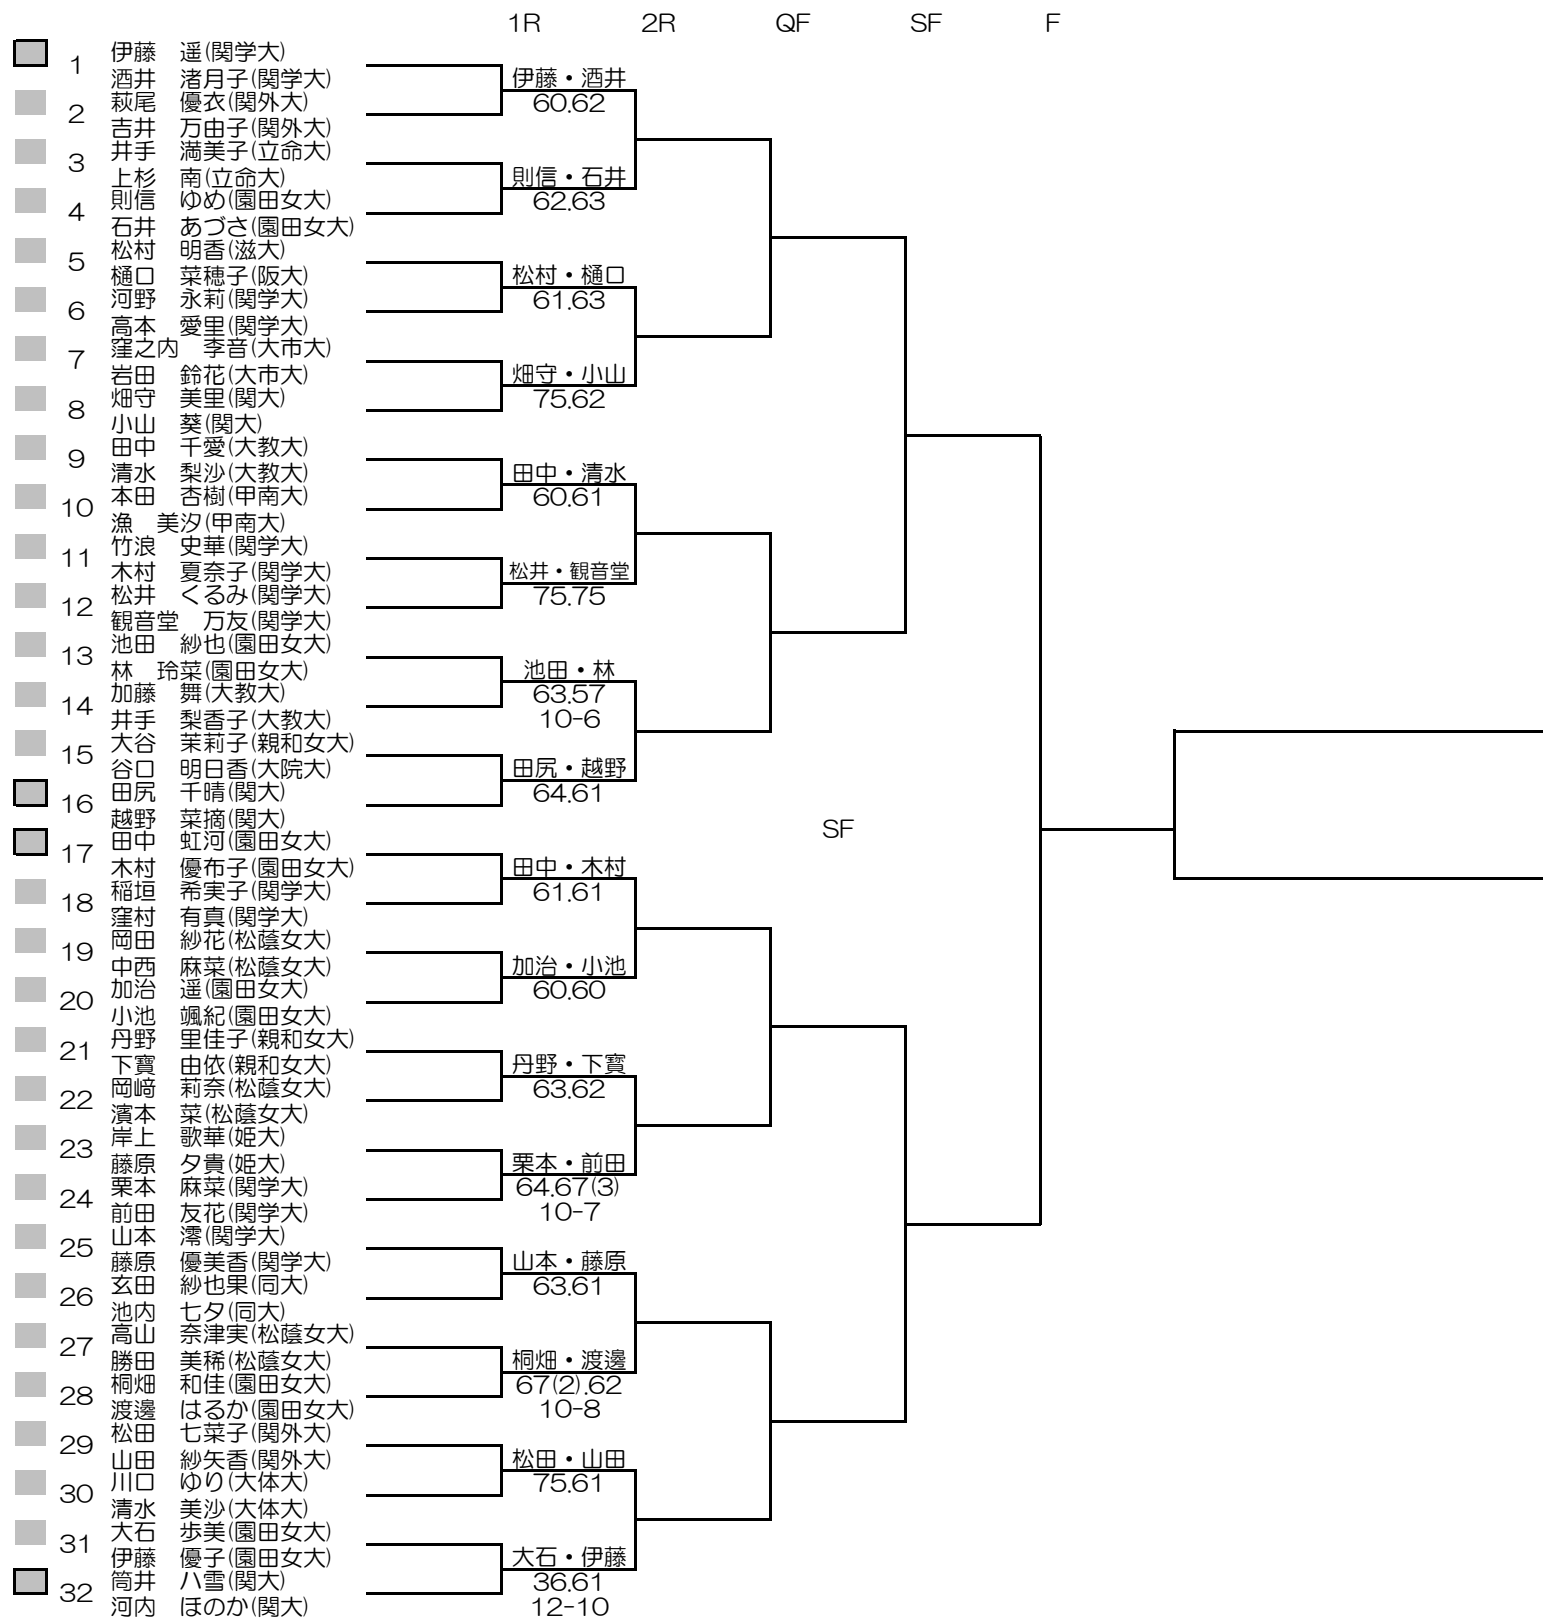 1R 2R QF SF F
伊藤　遥(関学大)
1
酒井　渚月子(関学大)
伊藤・酒井
萩尾　優衣(関外大)
60.62
2
吉井　万由子(関外大)
井手　満美子(立命大)
3
上杉　南(立命大)
則信・石井
則信　ゆめ(園田女大)
62.63
4
石井　あづさ(園田女大)
松村　明香(滋大)
5
樋口　菜穂子(阪大)
松村・樋口
河野　永莉(関学大)
61.63
6
高本　愛里(関学大)
窪之内　季音(大市大)
7
岩田　鈴花(大市大)
畑守・小山
畑守　美里(関大)
75.62
8
小山　葵(関大)
田中　千愛(大教大)
9
清水　梨沙(大教大)
田中・清水
本田　杏樹(甲南大)
60.61
10
漁　美汐(甲南大)
竹浪　史華(関学大)
11
木村　夏奈子(関学大)
松井・観音堂
松井　くるみ(関学大)
75.75
12
観音堂　万友(関学大)
池田　紗也(園田女大)
13
林　玲菜(園田女大)
池田・林
加藤　舞(大教大)
63.57
14
井手　梨香子(大教大)
10-6
大谷　茉莉子(親和女大)
15
谷口　明日香(大院大)
田尻・越野
田尻　千晴(関大)
64.61
16
越野　菜摘(関大)
SF
田中　虹河(園田女大)
17
木村　優布子(園田女大)
田中・木村
稲垣　希実子(関学大)
61.61
18
窪村　有真(関学大)
岡田　紗花(松蔭女大)
19
中西　麻菜(松蔭女大)
加治・小池
加治　遥(園田女大)
60.60
20
小池　颯紀(園田女大)
丹野　里佳子(親和女大)
21
下寶　由依(親和女大)
丹野・下寶
岡﨑　莉奈(松蔭女大)
63.62
22
濱本　菜(松蔭女大)
岸上　歌華(姫大)
23
藤原　夕貴(姫大)
栗本・前田
栗本　麻菜(関学大)
64.67(3)
24
前田　友花(関学大)
10-7
山本　澪(関学大)
25
藤原　優美香(関学大)
山本・藤原
玄田　紗也果(同大)
63.61
26
池内　七夕(同大)
高山　奈津実(松蔭女大)
27
勝田　美稀(松蔭女大)
桐畑・渡邊
桐畑　和佳(園田女大)
67(2).62
28
渡邊　はるか(園田女大)
10-8
松田　七菜子(関外大)
29
山田　紗矢香(関外大)
松田・山田
川口　ゆり(大体大)
75.61
30
清水　美沙(大体大)
大石　歩美(園田女大)
31
伊藤　優子(園田女大)
大石・伊藤
筒井　八雪(関大)
36.61
32
河内　ほのか(関大)
12-10